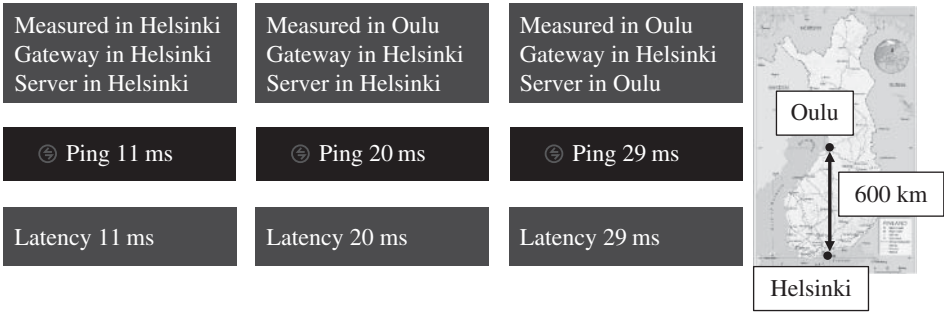 Measured in Helsinki
Gateway in Helsinki
Server in Helsinki
Measured in Oulu
Gateway in Helsinki
Server in Helsinki
Measured in Oulu
Gateway in Helsinki
Server in Oulu
Ping 11 ms
Ping 20 ms
Ping 29 ms
Latency 11 ms
Latency 20 ms
Latency 29 ms
Oulu
600 km
FINLAND
Helsinki